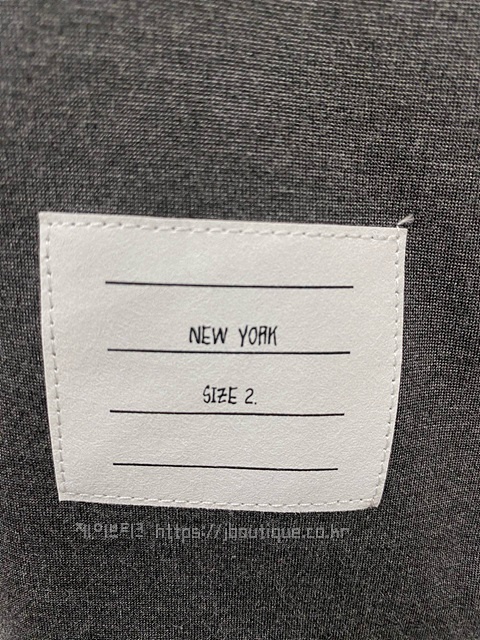 NEW YORK
SIZE 2.
제이부티크 https://jboutique.co.kr